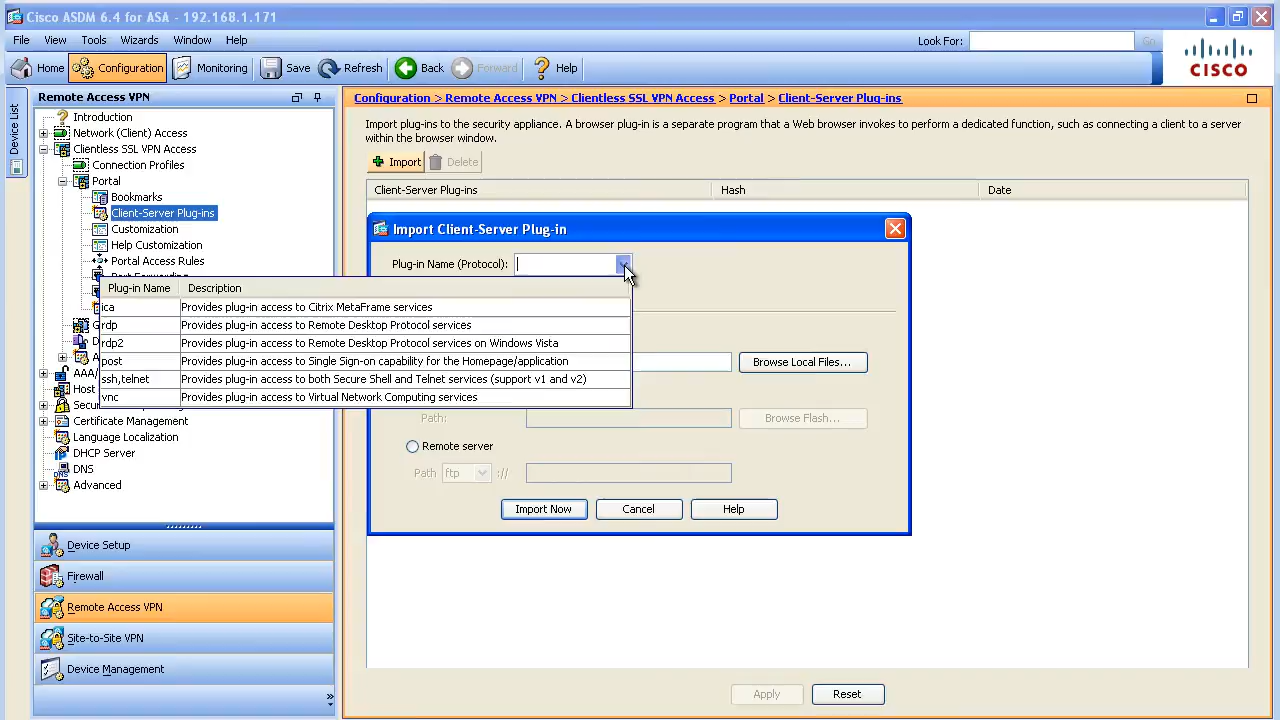 Cisco ASDM 6.4 for ASA - 192.168.1.171
File View Tools Wizards Window Help Look For: Go
Home Configuration Monitoring Save Refresh Back Forward Help
CISCO
Device List
Remote Access VPN
Introduction
Network (Client) Access
Clientless SSL VPN Access
Connection Profiles
Portal
Bookmarks
Client-Server Plug-ins
Customization
Help Customization
Portal Access Rules
Certificate Management
Language Localization
DHCP Server
DNS
Advanced
Device Setup
Firewall
Remote Access VPN
Site-to-Site VPN
Device Management
Configuration > Remote Access VPN > Clientless SSL VPN Access > Portal > Client-Server Plug-ins
Import plug-ins to the security appliance. A browser plug-in is a separate program that a Web browser invokes to perform a dedicated function, such as connecting a client to a server
within the browser window.
Import Delete
Client-Server Plug-ins Hash Date
Import Client-Server Plug-in
Plug-in Name (Protocol):
Plug-in Name Description
ica Provides plug-in access to Citrix MetaFrame services
rdp Provides plug-in access to Remote Desktop Protocol services
rdp2 Provides plug-in access to Remote Desktop Protocol services on Windows Vista
post Provides plug-in access to Single Sign-on capability for the Homepage/application
ssh,telnet Provides plug-in access to both Secure Shell and Telnet services (support v1 and v2)
vnc Provides plug-in access to Virtual Network Computing services
Browse Local Files...
Path: Browse Flash...
Remote server
Path ftp ://
Import Now Cancel Help
Apply Reset